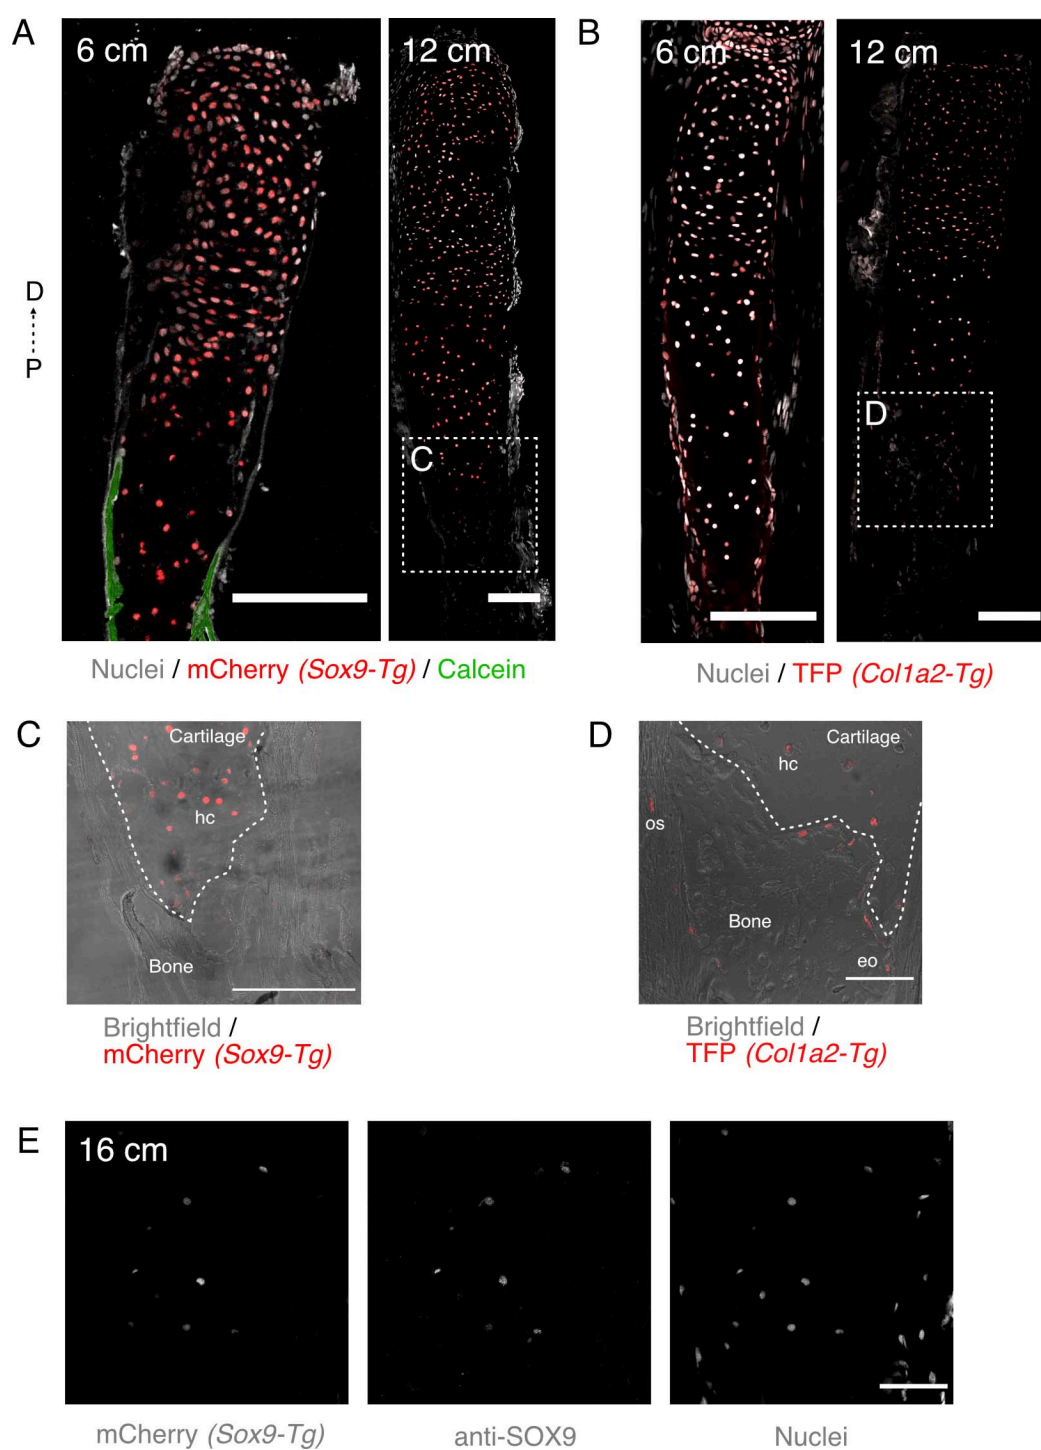 A
6 cm
12 cm
B
6 cm
12 cm
D
P
C
D
Nuclei / mCherry (Sox9-Tg) / Calcein
Nuclei / TFP (Col1a2-Tg)
C
Cartilage
hc
Bone
D
Cartilage
hc
os
Bone
eo
Brightfield /
mCherry (Sox9-Tg)
Brightfield /
TFP (Col1a2-Tg)
E
16 cm
mCherry (Sox9-Tg)
anti-SOX9
Nuclei